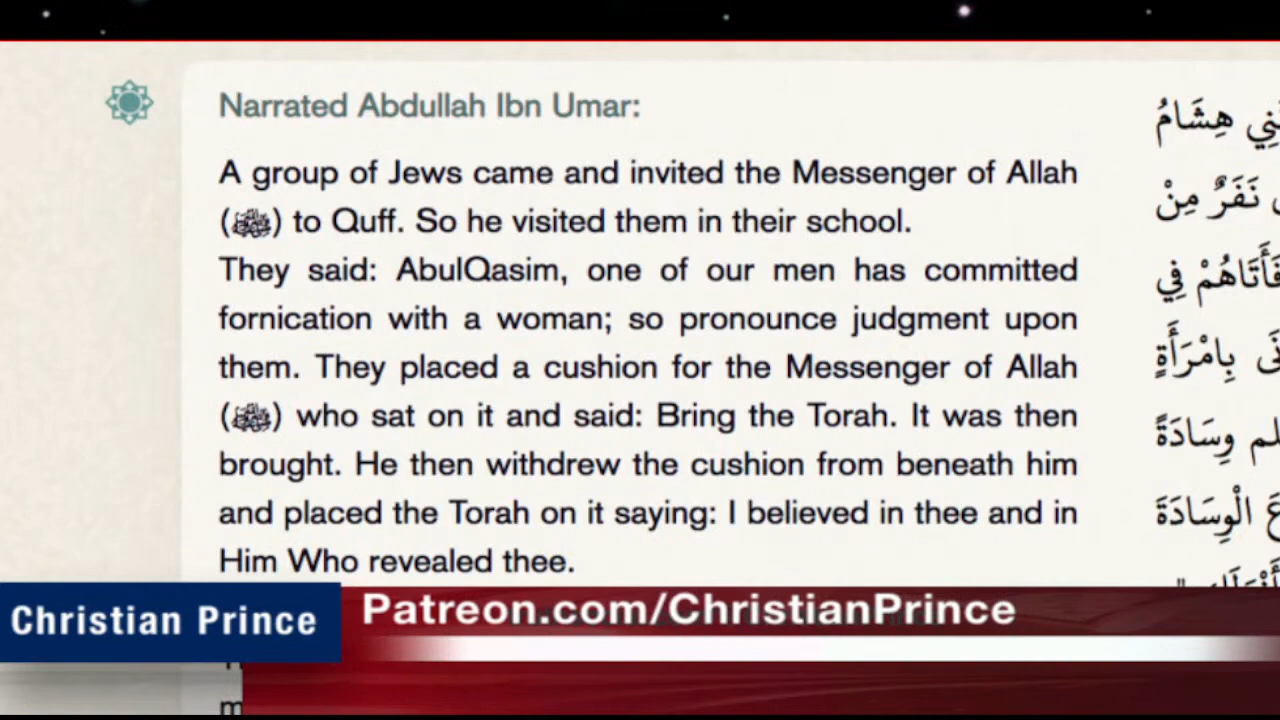 Narrated Abdullah Ibn Umar:
A group of Jews came and invited the Messenger of Allah
(ﷺ) to Quff. So he visited them in their school.
They said: AbulQasim, one of our men has committed
fornication with a woman; so pronounce judgment upon
them. They placed a cushion for the Messenger of Allah
(ﷺ) who sat on it and said: Bring the Torah. It was then
brought. He then withdrew the cushion from beneath him
and placed the Torah on it saying: I believed in thee and in
Him Who revealed thee.
هِشَامُ
نَفَرٌ مِنْ
فَأَتَاهُمْ فِي
بِامْرَأَةٍ
وِسَادَةً
الْوِسَادَةَ
Christian Prince
Patreon.com/ChristianPrince